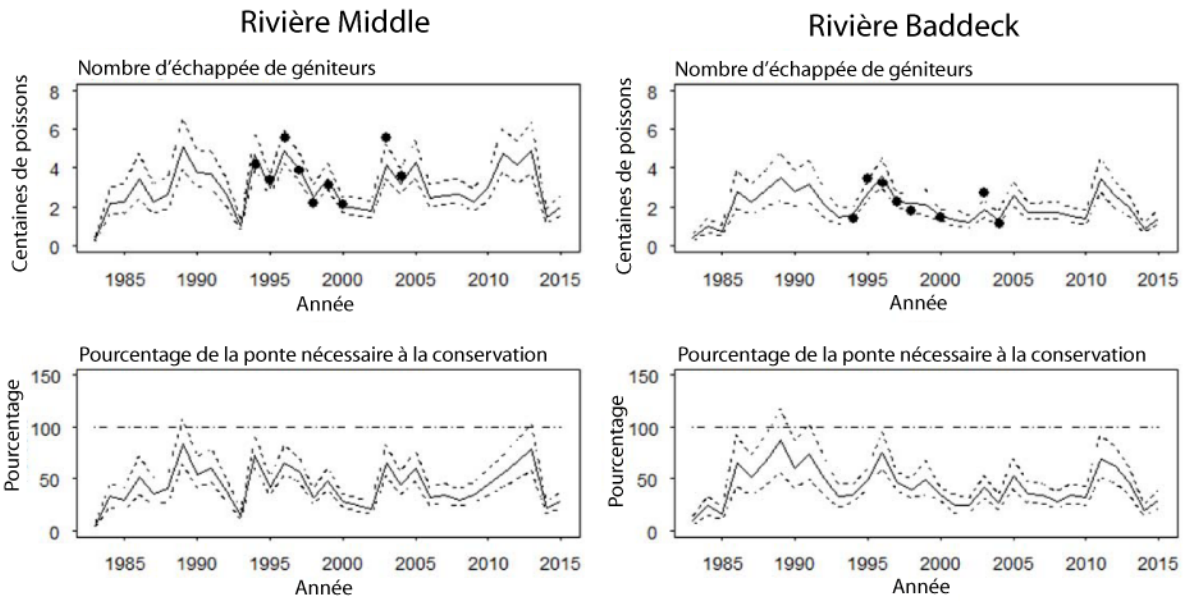 Rivière Middle
Rivière Baddeck
Nombre d'échappée de géniteurs
Centaines de poissons
8
6
4
2
0
1985 1990 1995 2000 2005 2010 2015
Année
Nombre d'échappée de géniteurs
Centaines de poissons
8
6
4
2
0
1985 1990 1995 2000 2005 2010 2015
Année
Pourcentage de la ponte nécessaire à la conservation
Pourcentage
150
100
50
0
1985 1990 1995 2000 2005 2010 2015
Année
Pourcentage de la ponte nécessaire à la conservation
Pourcentage
150
100
50
0
1985 1990 1995 2000 2005 2010 2015
Année